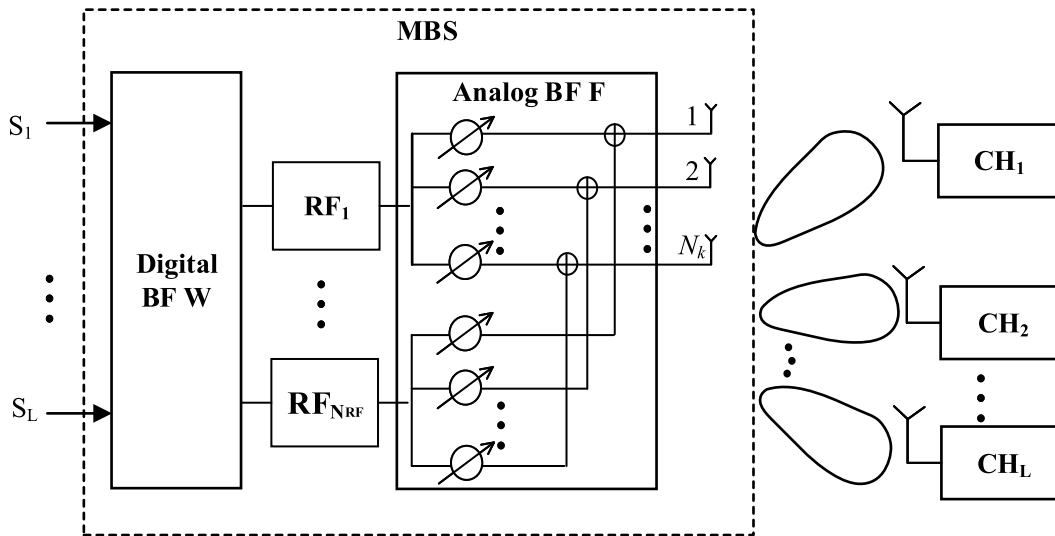 MBS
Analog BF F
S1
Digital
BF W
SL
RF1
RFNRF
1
2
Nk
CH1
CH2
CHL